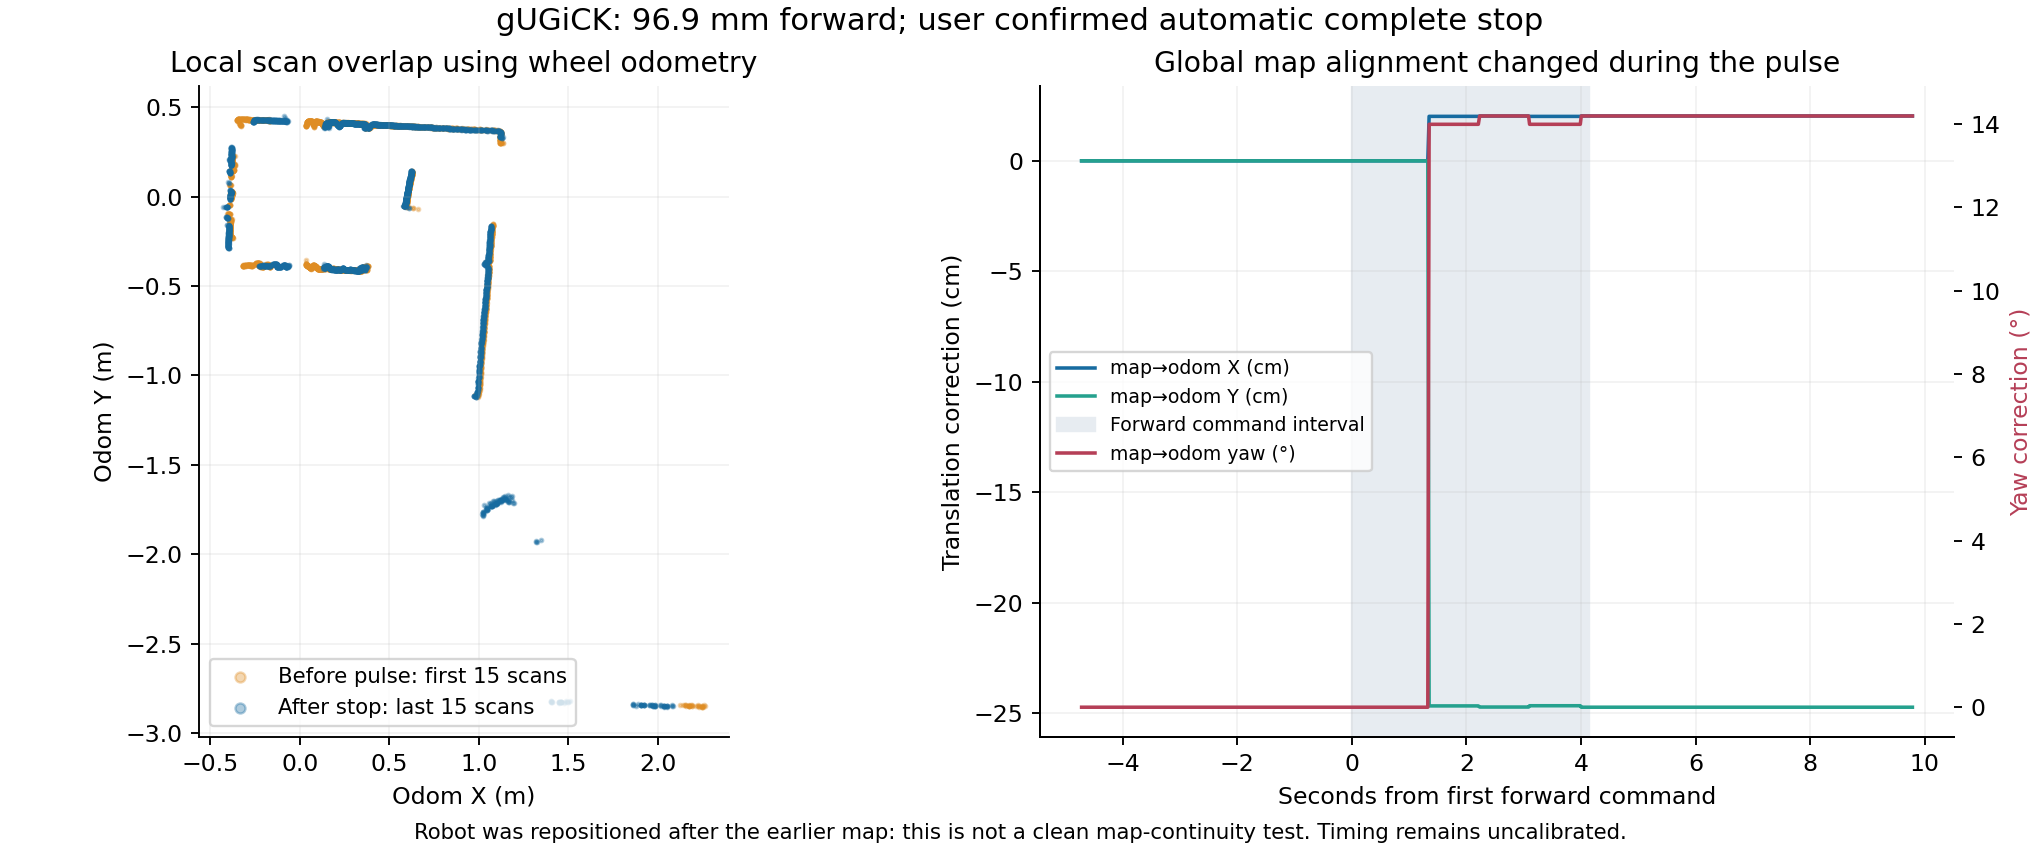 gUGiCK: 96.9 mm forward; user confirmed automatic complete stop
Local scan overlap using wheel odometry
0.5
0.0
−0.5
−1.0
−1.5
−2.0
−2.5
−3.0
Odom Y (m)
Before pulse: first 15 scans
After stop: last 15 scans
−0.5
0.0
0.5
1.0
1.5
2.0
Odom X (m)
Global map alignment changed during the pulse
0
−5
−10
−15
−20
−25
Translation correction (cm)
map→odom X (cm)
map→odom Y (cm)
Forward command interval
map→odom yaw (°)
14
12
10
8
6
4
2
0
Yaw correction (°)
−4
−2
0
2
4
6
8
10
Seconds from first forward command
Robot was repositioned after the earlier map: this is not a clean map-continuity test. Timing remains uncalibrated.